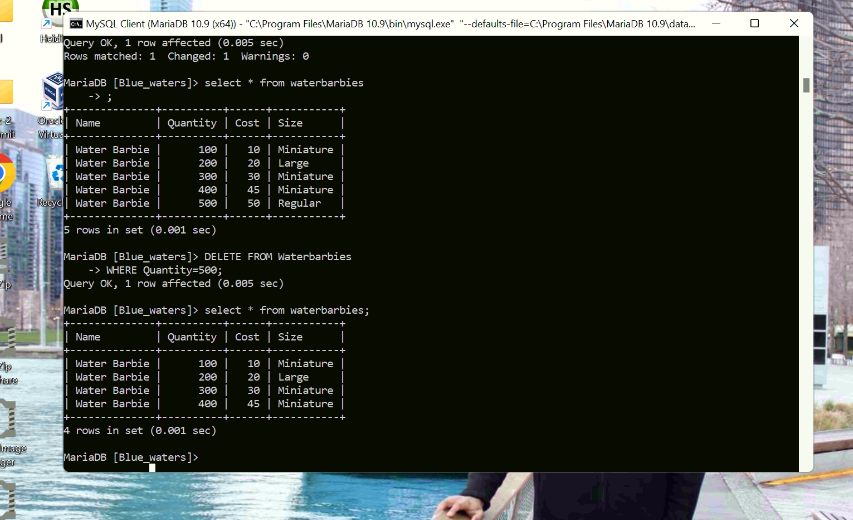 HS
MySQL Client (MariaDB 10.9 (x64)) - "C:\Program Files\MariaDB 10.9\bin\mysql.exe" "--defaults-file=C:\Program Files\MariaDB 10.9\data...
Query OK, 1 row affected (0.005 sec)
Rows matched: 1  Changed: 1  Warnings: 0
MariaDB [Blue_waters]> select * from waterbarbies
    -> ;
+--------------+----------+------+-----------+
| Name         | Quantity | Cost | Size      |
+--------------+----------+------+-----------+
| Water Barbie |      100 |   10 | Miniature |
| Water Barbie |      200 |   20 | Large     |
| Water Barbie |      300 |   30 | Miniature |
| Water Barbie |      400 |   45 | Miniature |
| Water Barbie |      500 |   50 | Regular   |
+--------------+----------+------+-----------+
5 rows in set (0.001 sec)
MariaDB [Blue_waters]> DELETE FROM Waterbarbies
    -> WHERE Quantity=500;
Query OK, 1 row affected (0.005 sec)
MariaDB [Blue_waters]> select * from waterbarbies;
+--------------+----------+------+-----------+
| Name         | Quantity | Cost | Size      |
+--------------+----------+------+-----------+
| Water Barbie |      100 |   10 | Miniature |
| Water Barbie |      200 |   20 | Large     |
| Water Barbie |      300 |   30 | Miniature |
| Water Barbie |      400 |   45 | Miniature |
+--------------+----------+------+-----------+
4 rows in set (0.001 sec)
MariaDB [Blue_waters]>